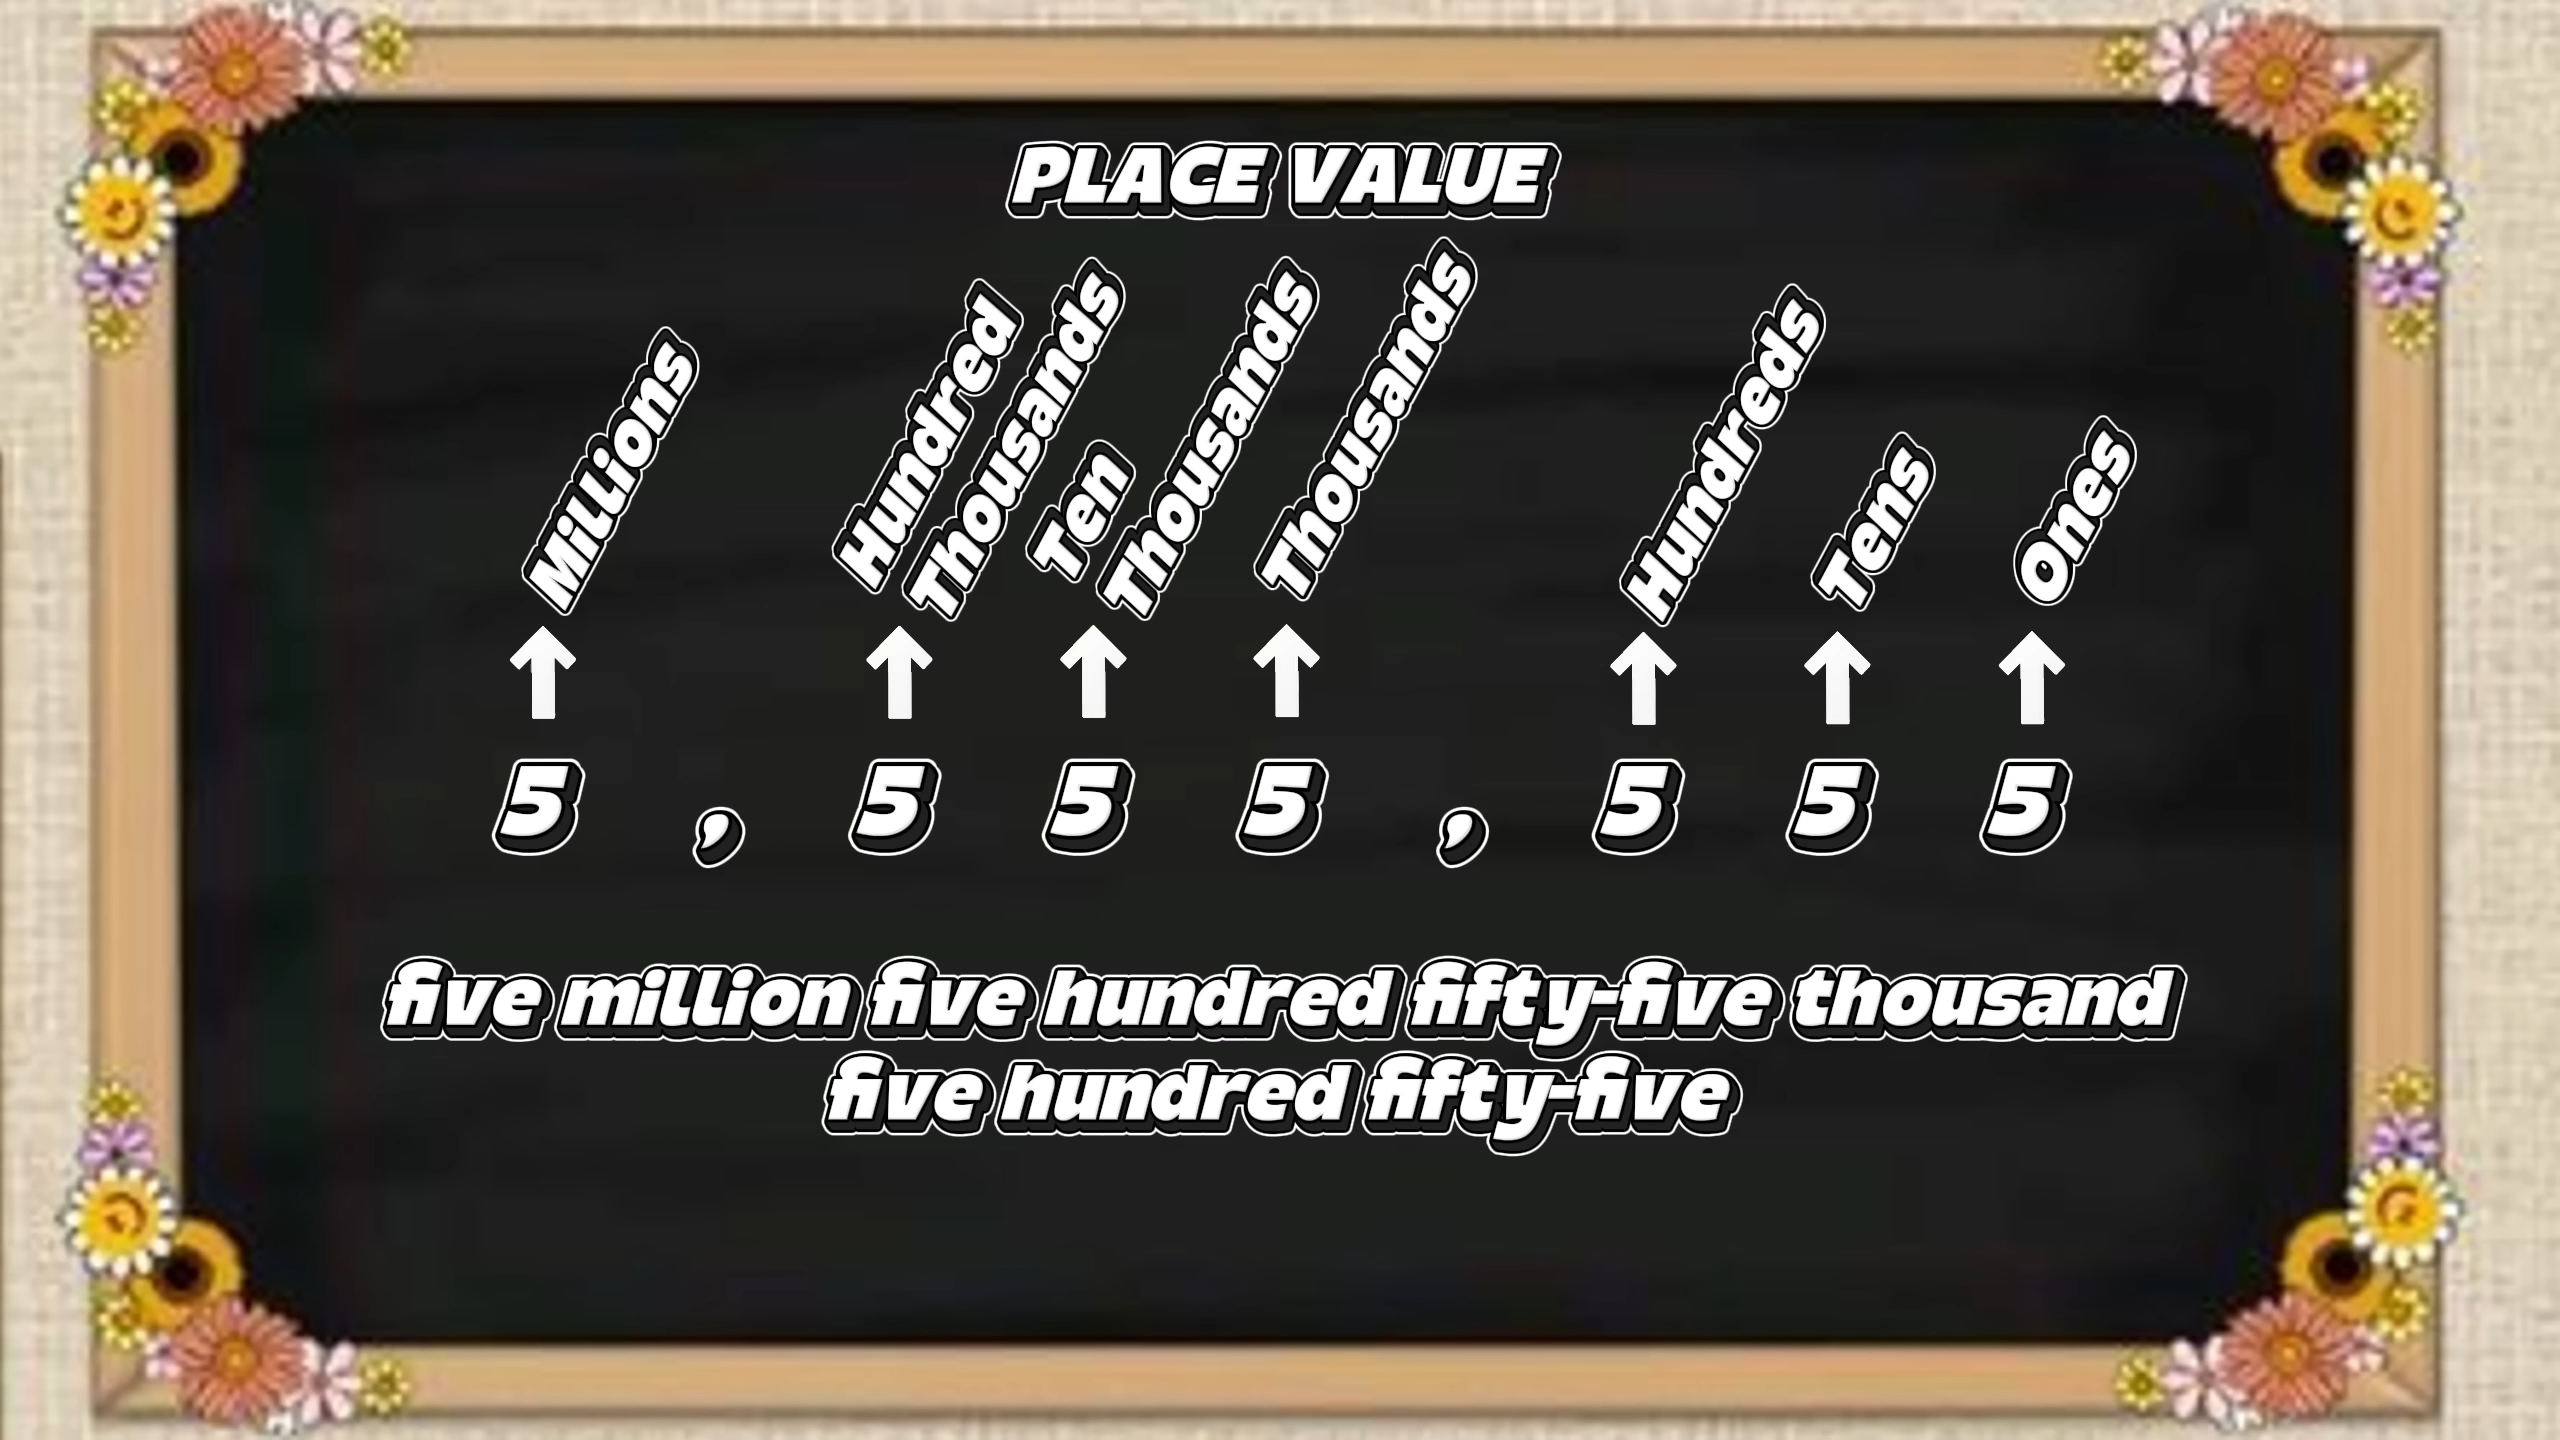 PLACE VALUE
Millions
Hundred
Thousands
Ten
Thousands
Thousands
Hundreds
Tens
Ones
5 , 5 5 5 , 5 5 5
five million five hundred fifty-five thousand
five hundred fifty-five